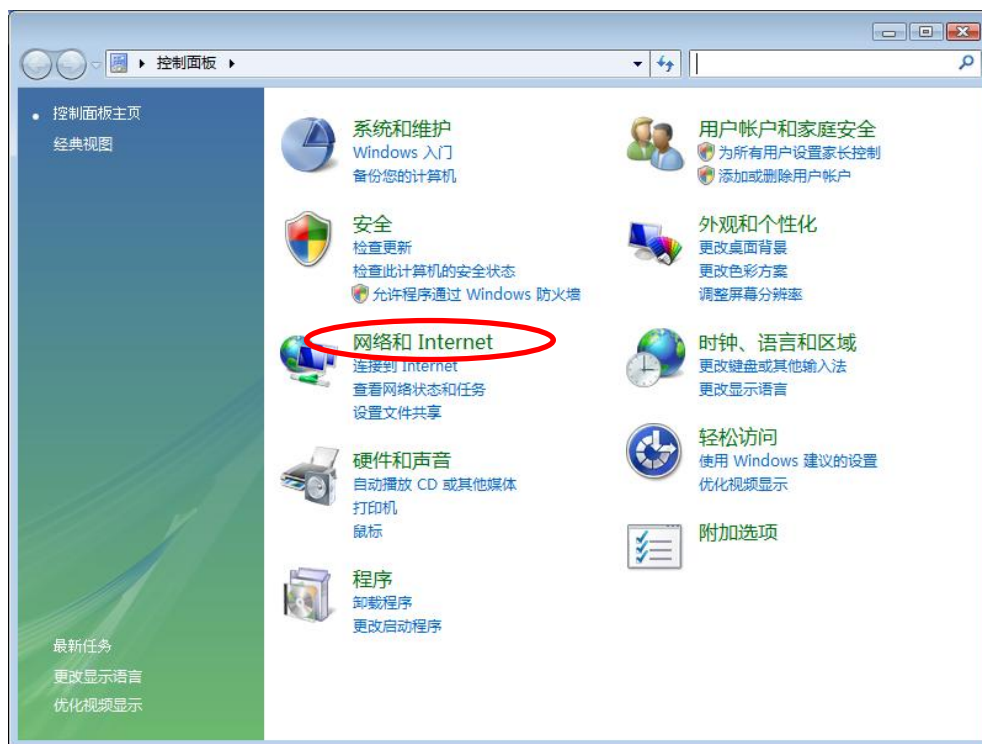 控制面板
控制面板主页
经典视图
系统和维护
Windows 入门
备份您的计算机
安全
检查更新
检查此计算机的安全状态
允许程序通过 Windows 防火墙
网络和 Internet
连接到 Internet
查看网络状态和任务
设置文件共享
硬件和声音
自动播放 CD 或其他媒体
打印机
鼠标
程序
卸载程序
更改启动程序
用户帐户和家庭安全
为所有用户设置家长控制
添加或删除用户帐户
外观和个性化
更改桌面背景
更改色彩方案
调整屏幕分辨率
时钟、语言和区域
更改键盘或其他输入法
更改显示语言
轻松访问
使用 Windows 建议的设置
优化视频显示
附加选项
最新任务
更改显示语言
优化视频显示